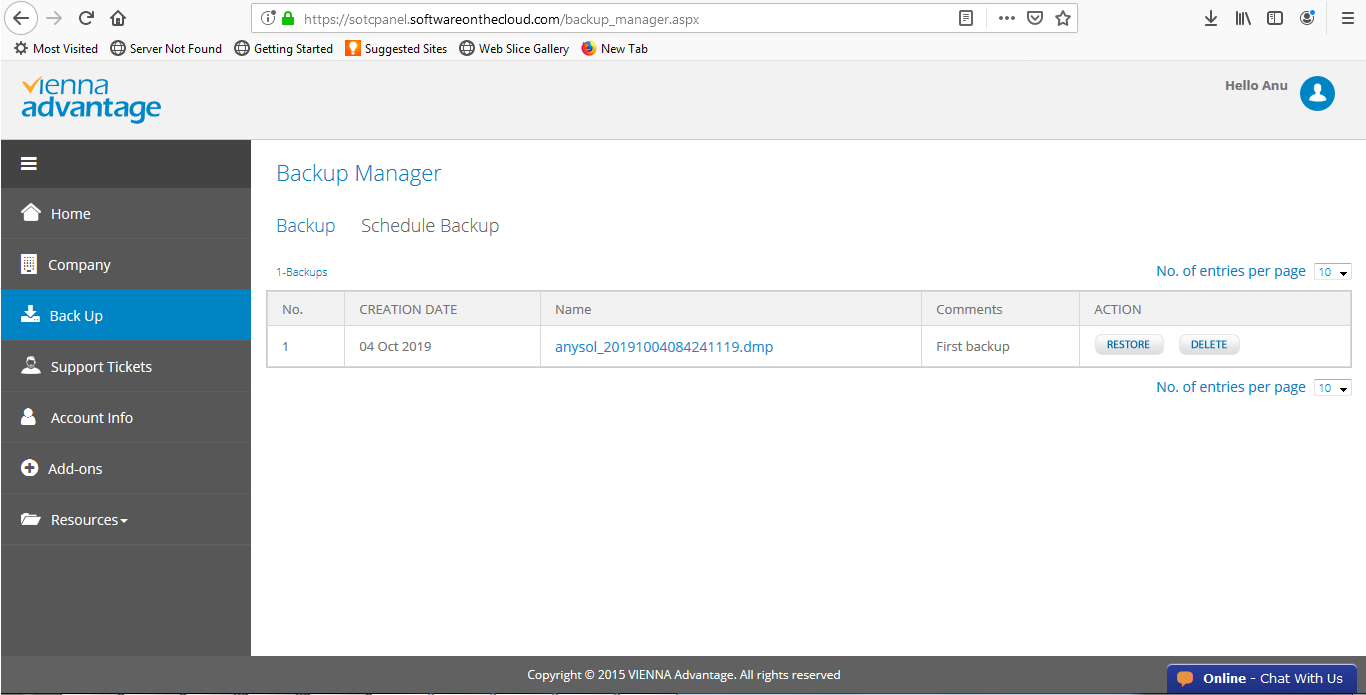 https://sotcpanel.softwareonthecloud.com/backup_manager.aspx
Most Visited Server Not Found Getting Started Suggested Sites Web Slice Gallery New Tab
vienna
advantage
Hello Anu
Home
Company
Back Up
Support Tickets
Account Info
Add-ons
Resources
Backup Manager
Backup Schedule Backup
1-Backups
No. of entries per page 10
No. CREATION DATE Name Comments ACTION
1 04 Oct 2019 anysol_20191004084241119.dmp First backup RESTORE DELETE
No. of entries per page 10
Copyright © 2015 VIENNA Advantage. All rights reserved
Online - Chat With Us